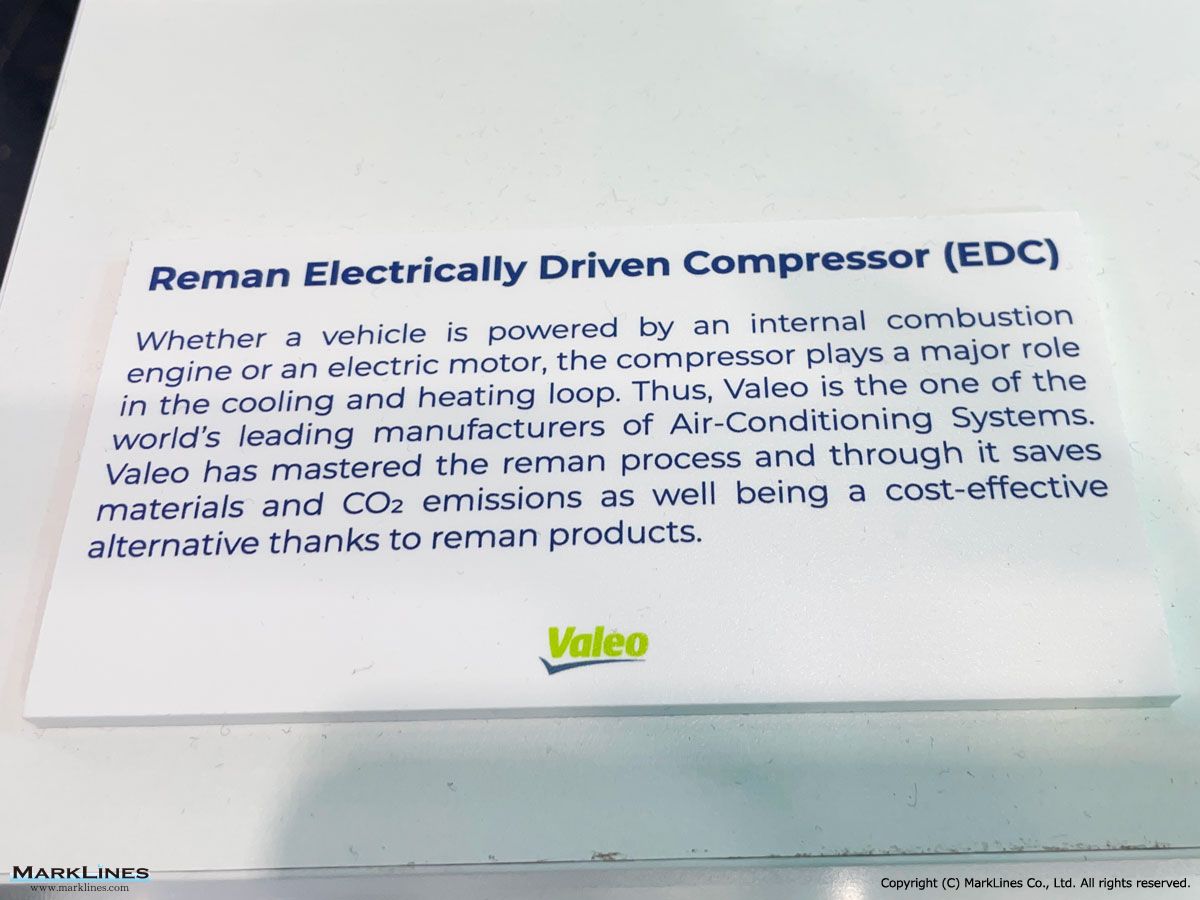 Reman Electrically Driven Compressor (EDC)
Whether a vehicle is powered by an internal combustion
engine or an electric motor, the compressor plays a major role
in the cooling and heating loop. Thus, Valeo is the one of the
world's leading manufacturers of Air-Conditioning Systems.
Valeo has mastered the reman process and through it saves
materials and CO₂ emissions as well being a cost-effective
alternative thanks to reman products.
Valeo
MARKLINES
www.marklines.com
Copyright (C) MarkLines Co., Ltd. All rights reserved.